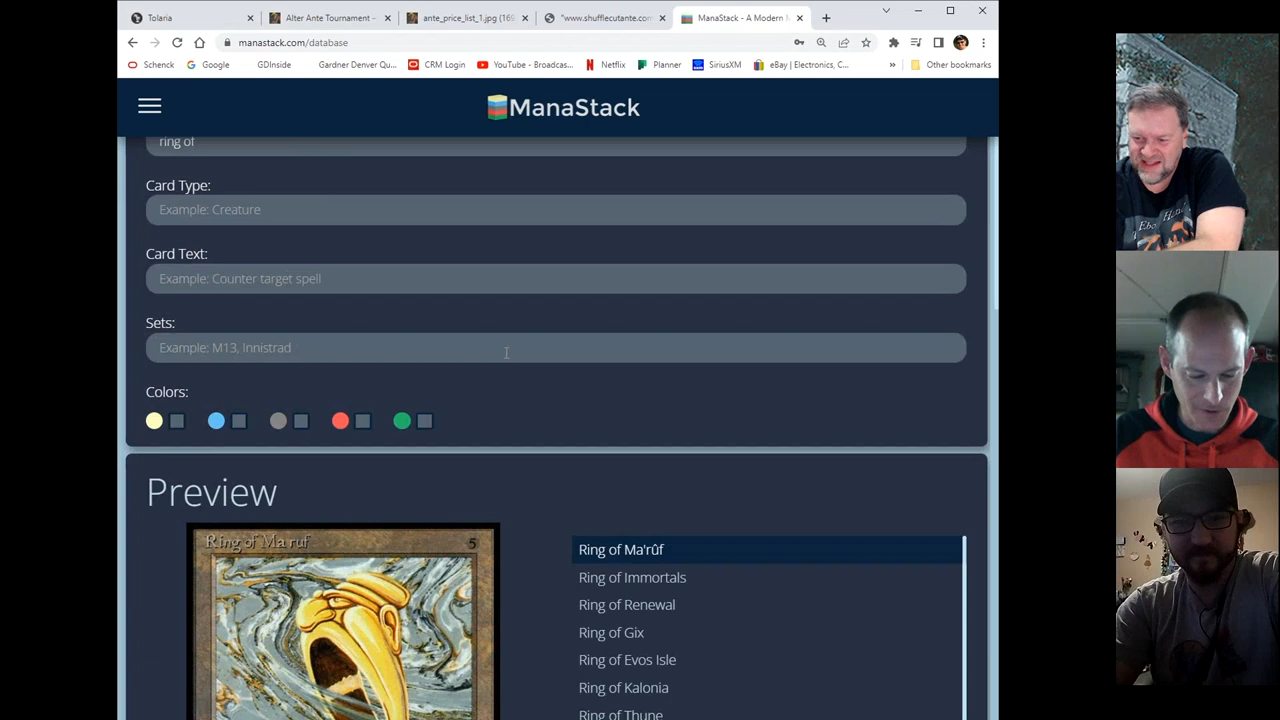 Tolaria
Alter Ante Tournament -
ante_price_list_1.jpg (169
"www.shufflecutante.com
ManaStack - A Modern M
manastack.com/database
Schenck
Google
GDInside
Gardner Denver Qu...
CRM Login
YouTube - Broadcas...
Netflix
Planner
SiriusXM
eBay | Electronics, C...
»
Other bookmarks
ManaStack
ring of
Card Type:
Example: Creature
Card Text:
Example: Counter target spell
Sets:
Example: M13, Innistrad
Colors:
Preview
Ring of Ma'ruf 5
Ring of Ma'rûf
Ring of Immortals
Ring of Renewal
Ring of Gix
Ring of Evos Isle
Ring of Kalonia
Ring of Thune